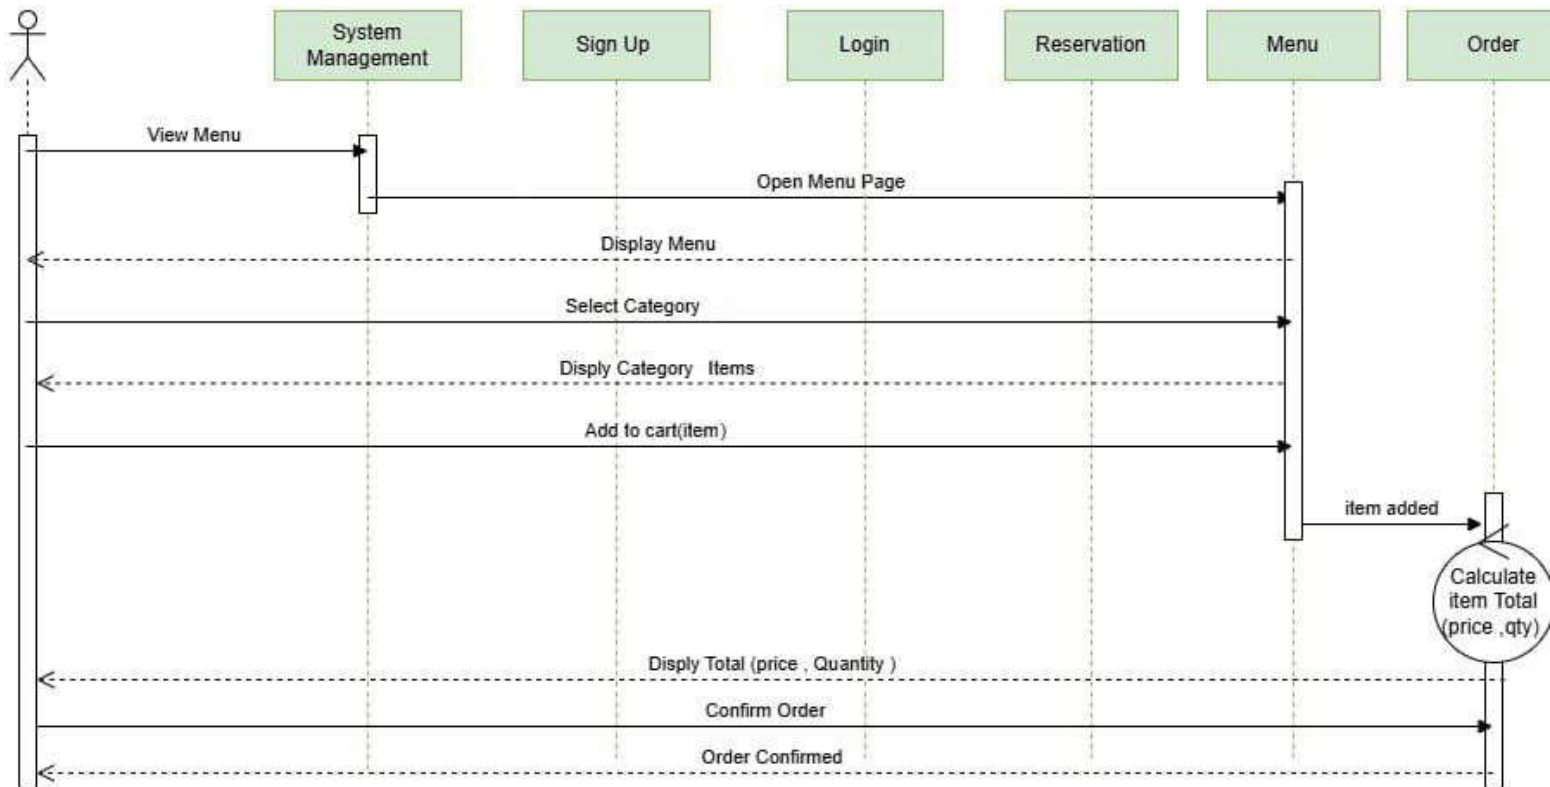 System
Management
Sign Up
Login
Reservation
Menu
Order
View Menu
Open Menu Page
Display Menu
Select Category
Disply Category   Items
Add to cart(item)
item added
Calculate
item Total
(price ,qty)
Disply Total (price , Quantity )
Confirm Order
Order Confirmed